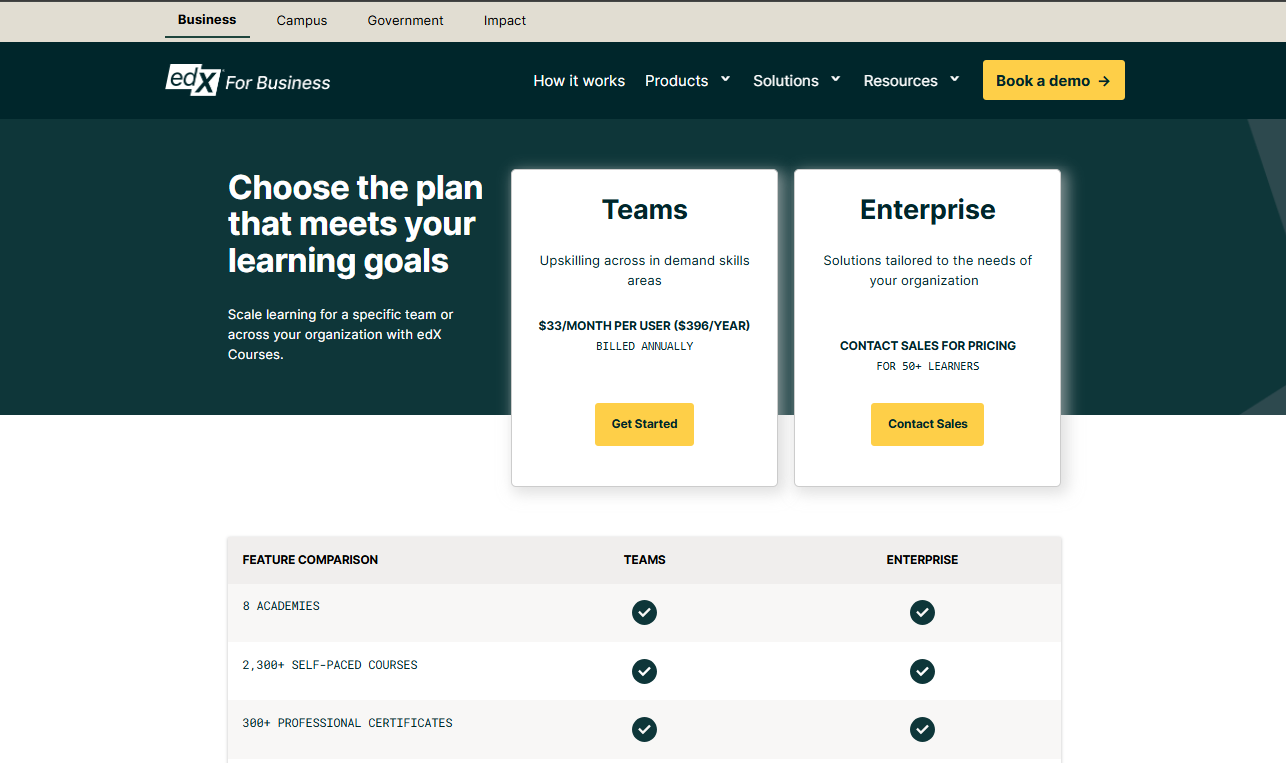 Business Campus Government Impact
edX For Business
How it works Products Solutions Resources Book a demo →
Choose the plan
that meets your
learning goals
Scale learning for a specific team or
across your organization with edX
Courses.
Teams
Upskilling across in demand skills
areas
$33/MONTH PER USER ($396/YEAR)
BILLED ANNUALLY
Get Started
Enterprise
Solutions tailored to the needs of
your organization
CONTACT SALES FOR PRICING
FOR 50+ LEARNERS
Contact Sales
FEATURE COMPARISON TEAMS ENTERPRISE
8 ACADEMIES
2,300+ SELF-PACED COURSES
300+ PROFESSIONAL CERTIFICATES